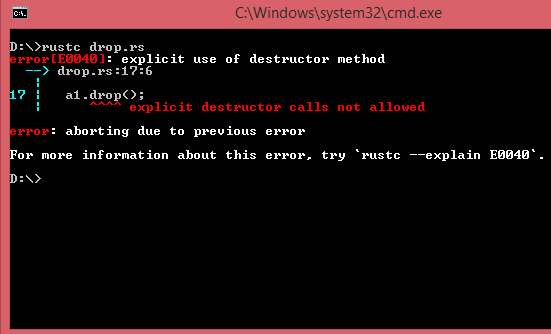 C:\Windows\system32\cmd.exe
D:\>rustc drop.rs
error[E0040]: explicit use of destructor method
--> drop.rs:17:6
|
17 |     a1.drop();
|        ^^^^ explicit destructor calls not allowed
error: aborting due to previous error
For more information about this error, try `rustc --explain E0040`.
D:\>